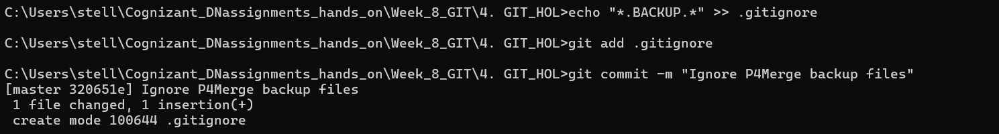 C:\Users\stell\Cognizant_DNassignments_hands_on\Week_8_GIT\4. GIT_HOL>echo "*.BACKUP.*" >> .gitignore
C:\Users\stell\Cognizant_DNassignments_hands_on\Week_8_GIT\4. GIT_HOL>git add .gitignore
C:\Users\stell\Cognizant_DNassignments_hands_on\Week_8_GIT\4. GIT_HOL>git commit -m "Ignore P4Merge backup files"
[master 320651e] Ignore P4Merge backup files
 1 file changed, 1 insertion(+)
 create mode 100644 .gitignore